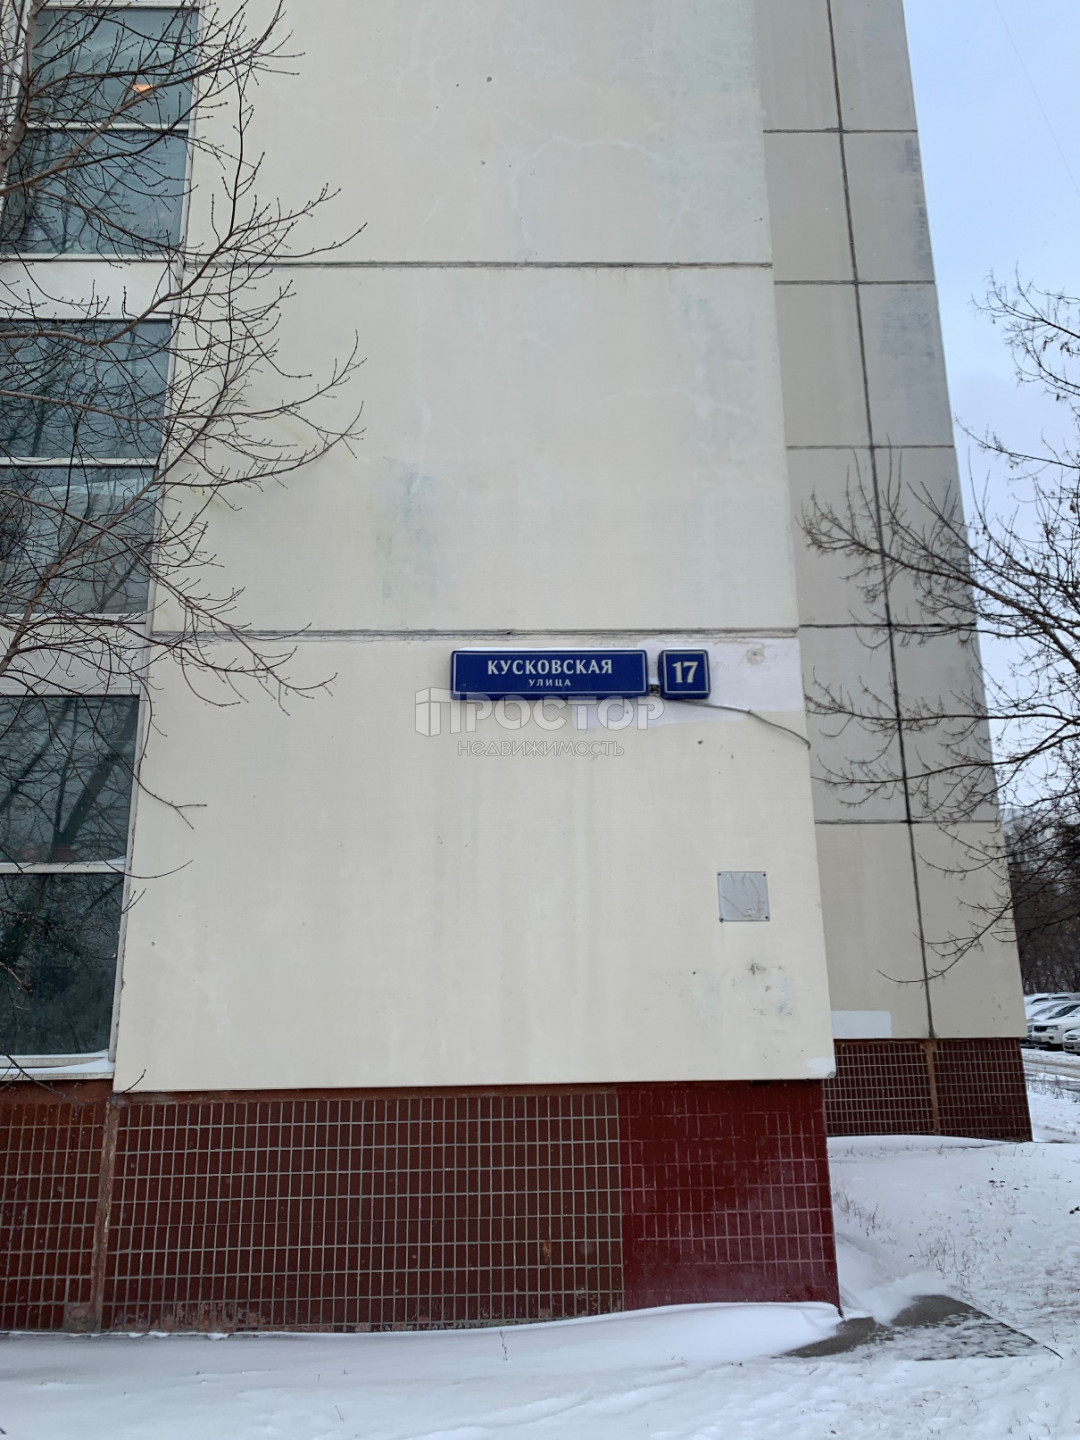 КУСКОВСКАЯ
УЛИЦА
17
ПРОСТОР
НЕДВИЖИМОСТЬ